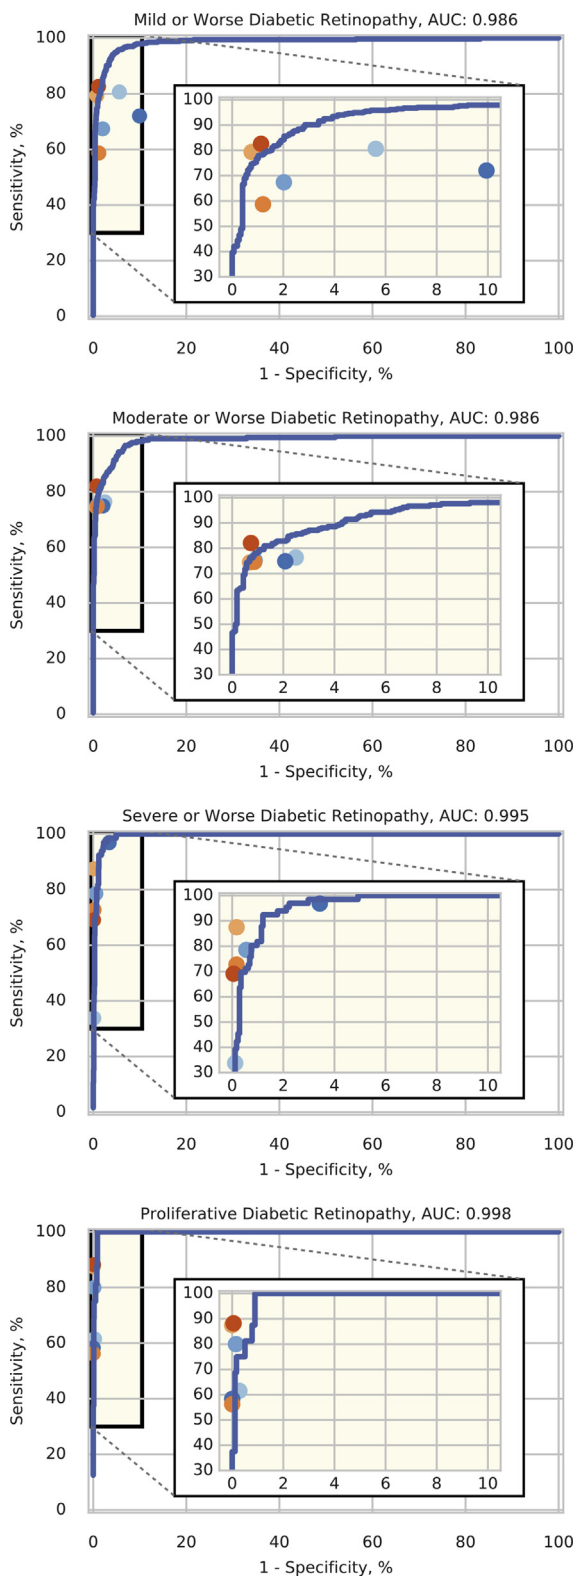 Mild or Worse Diabetic Retinopathy, AUC: 0.986
100
80
60
40
20
0
Sensitivity, %
100
90
80
70
60
50
40
30
0 2 4 6 8 10
0 20 40 60 80 100
1 - Specificity, %
Moderate or Worse Diabetic Retinopathy, AUC: 0.986
100
80
60
40
20
0
Sensitivity, %
100
90
80
70
60
50
40
30
0 2 4 6 8 10
0 20 40 60 80 100
1 - Specificity, %
Severe or Worse Diabetic Retinopathy, AUC: 0.995
100
80
60
40
20
0
Sensitivity, %
100
90
80
70
60
50
40
30
0 2 4 6 8 10
0 20 40 60 80 100
1 - Specificity, %
Proliferative Diabetic Retinopathy, AUC: 0.998
100
80
60
40
20
0
Sensitivity, %
100
90
80
70
60
50
40
30
0 2 4 6 8 10
0 20 40 60 80 100
1 - Specificity, %